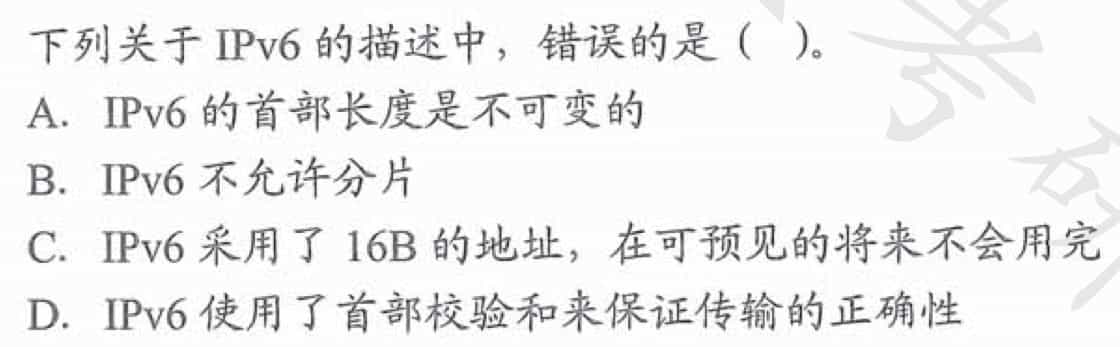 下列关于 IPv6 的描述中，错误的是（ ）。
A. IPv6 的首部长度是不可变的
B. IPv6 不允许分片
C. IPv6 采用了 16B 的地址，在可预见的将来不会用完
D. IPv6 使用了首部校验和来保证传输的正确性
考研